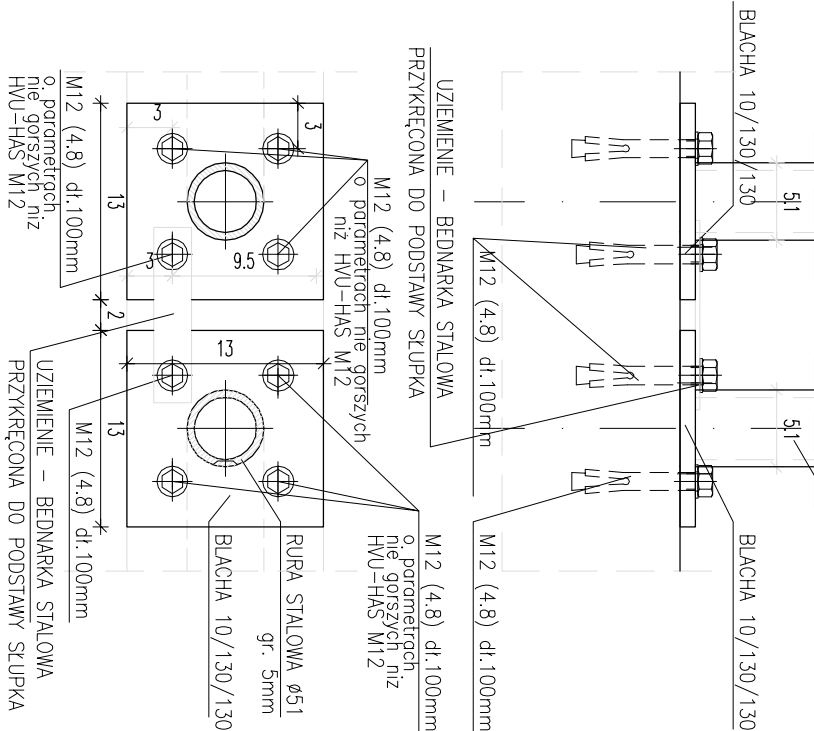 BLACHA 10/130/130
5.1
5.1
BLACHA 10/130/130
M12 (4.8) dł.100mm
M12 (4.8) dł.100mm
UZIEMIENIE – BEDNARKA STALOWA
PRZYKRĘCONA DO PODSTAWY SŁUPKA
M12 (4.8) dł.100mm
o parametrach nie gorszych
niż HVU-HAS M12
M12 (4.8) dł.100mm
o. parametrach
nie gorszych niż
HVU-HAS M12
3
3
13
3
9.5
2
13
13
RURA STALOWA ø51
gr. 5mm
BLACHA 10/130/130
M12 (4.8) dł.100mm
o. parametrach
nie gorszych niż
HVU-HAS M12
M12 (4.8) dł.100mm
UZIEMIENIE – BEDNARKA STALOWA
PRZYKRĘCONA DO PODSTAWY SŁUPKA